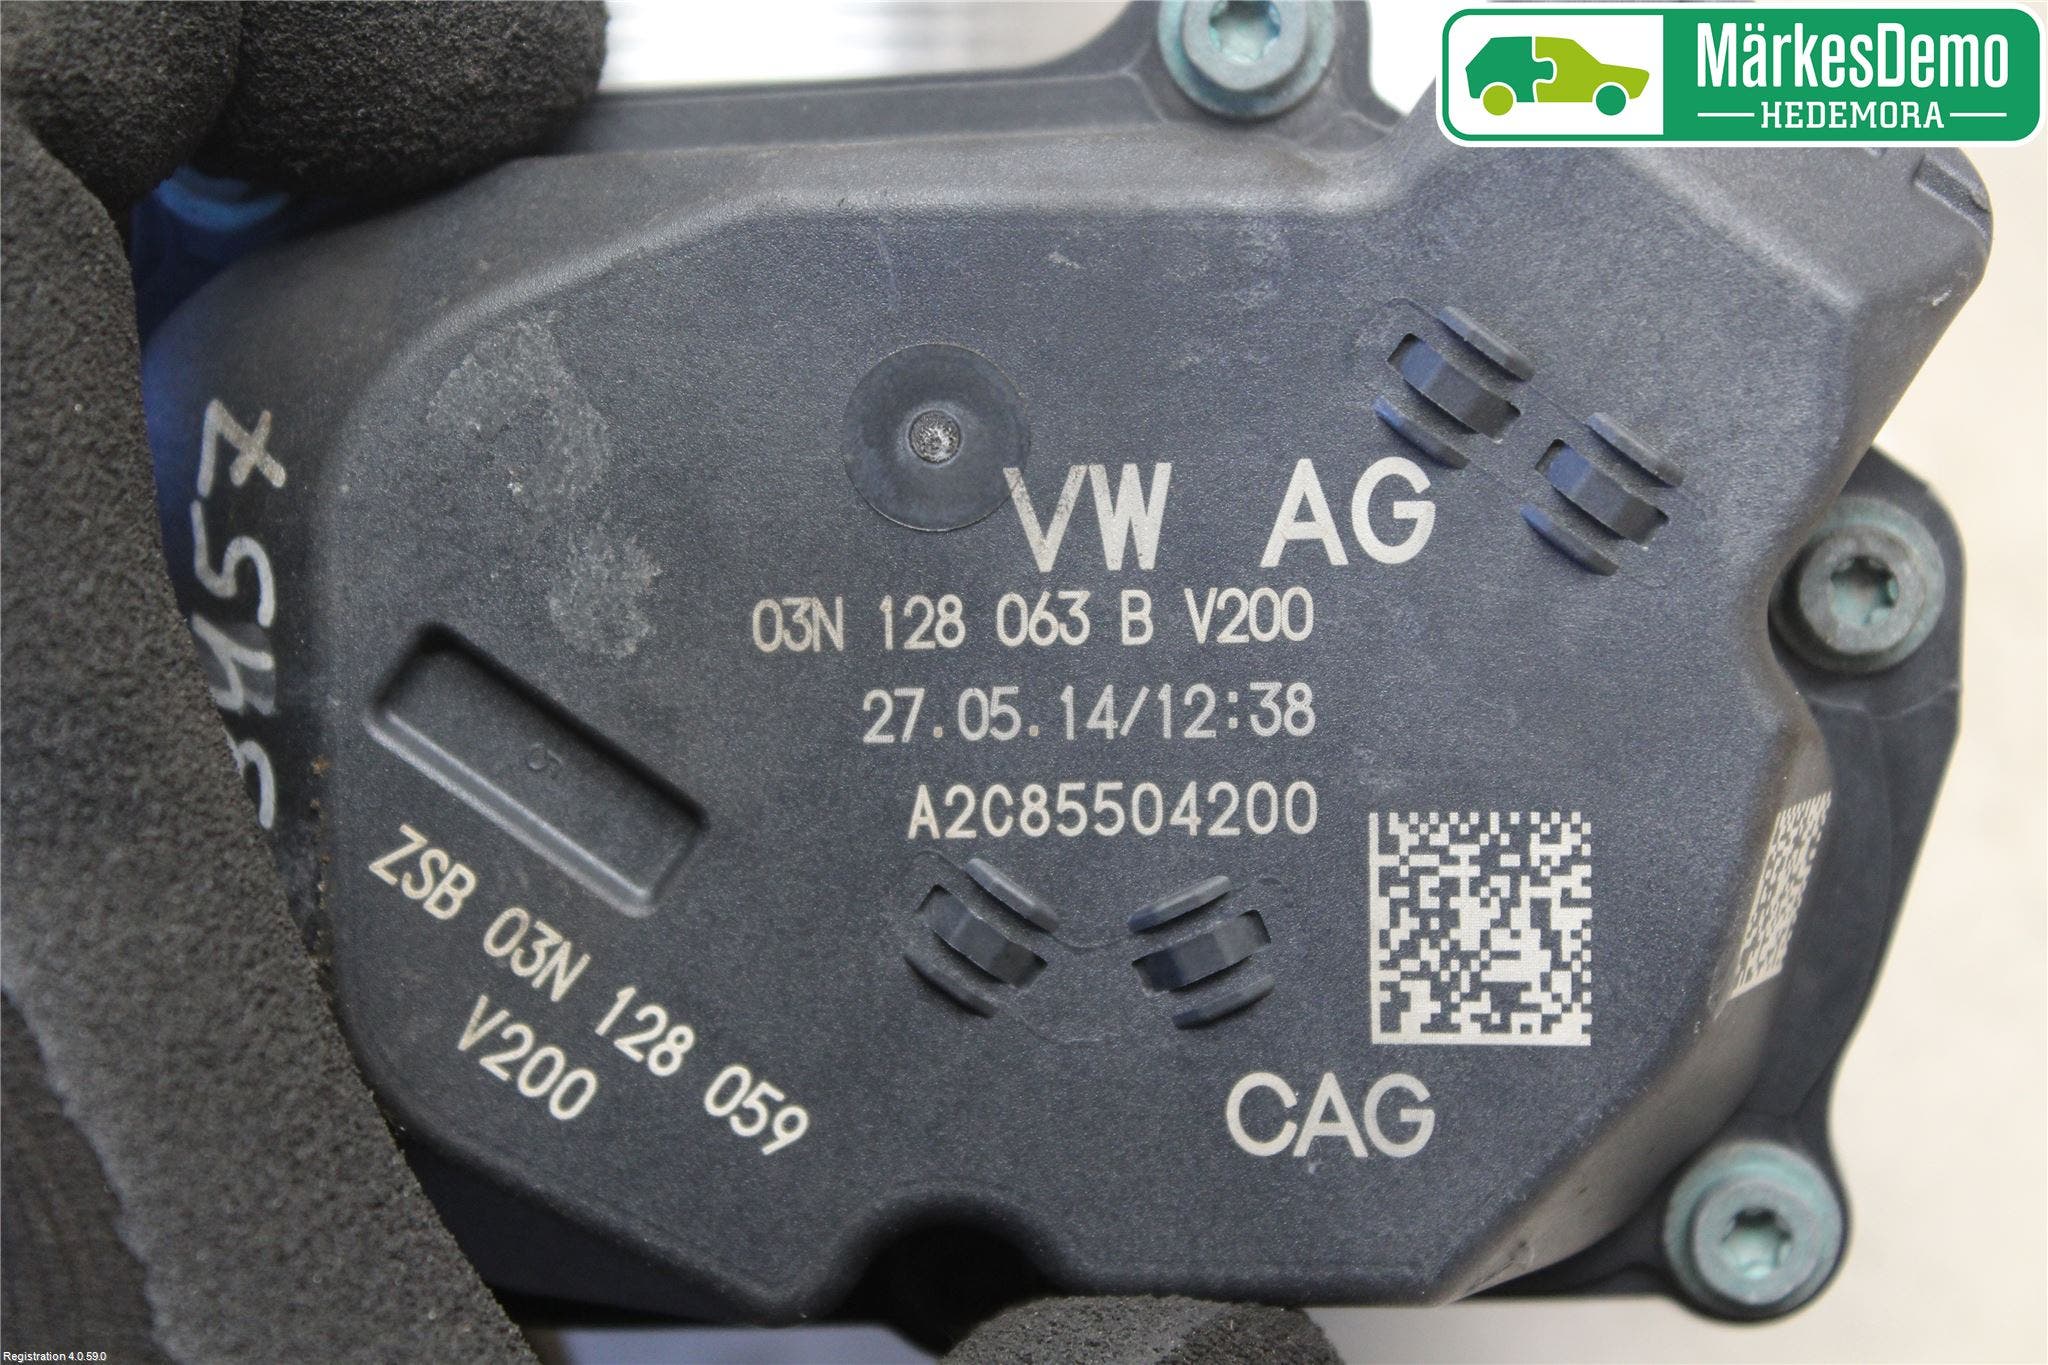 MärkesDemo
HEDEMORA
VW AG
03N 128 063 B V200
27.05.14/12:38
A2C85504200
ZSB 03N 128 059
V200
CAG
5
Registration 4.0.59.0